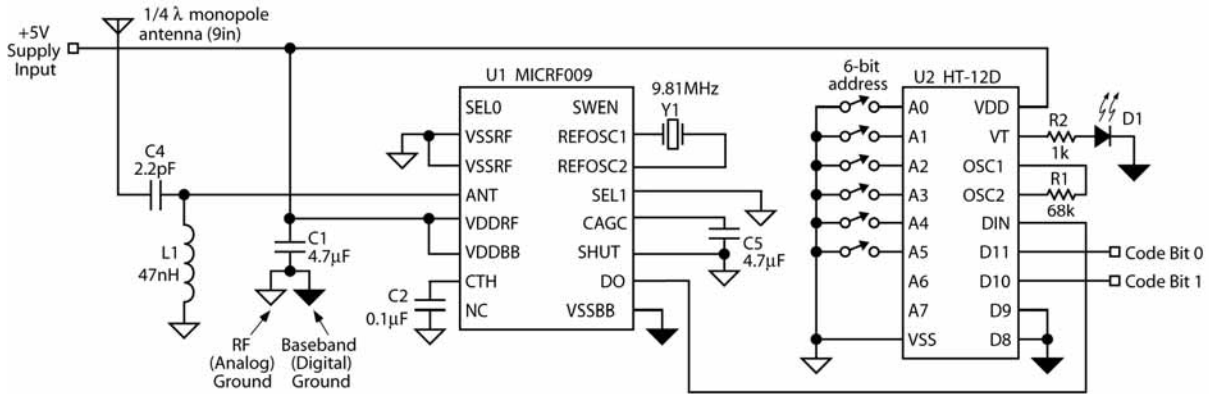 1/4 λ monopole
antenna (9in)
+5V
Supply
Input
C4
2.2pF
L1
47nH
C1
4.7µF
RF
(Analog)
Ground
Baseband
(Digital)
Ground
C2
0.1µF
U1 MICRF009
SEL0
VSSRF
VSSRF
ANT
VDDRF
VDDBB
CTH
NC
SWEN
REFOSC1
REFOSC2
SEL1
CAGC
SHUT
DO
VSSBB
9.81MHz
Y1
C5
4.7µF
6-bit
address
U2 HT-12D
A0
A1
A2
A3
A4
A5
A6
A7
VSS
VDD
VT
OSC1
OSC2
DIN
D11
D10
D9
D8
R2
1k
D1
R1
68k
Code Bit 0
Code Bit 1